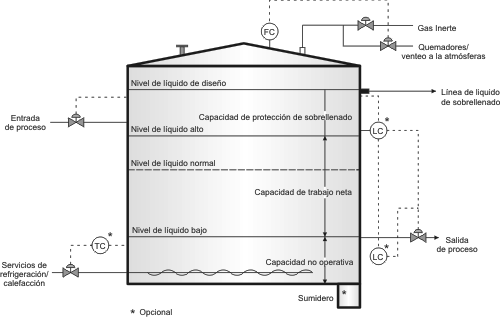 FC
Gas Inerte
Quemadores/
venteo a la atmósferas
Nivel de líquido de diseño
Línea de liquido
de sobrellenado
Capacidad de protección de sobrellenado
Entrada
de proceso
Nivel de líquido alto
LC *
Nivel de líquido normal
Capacidad de trabajo neta
Nivel de líquido bajo
TC *
Salida
de proceso
LC *
Capacidad no operativa
Servicios de
refrigeración/
calefacción
Sumidero *
* Opcional